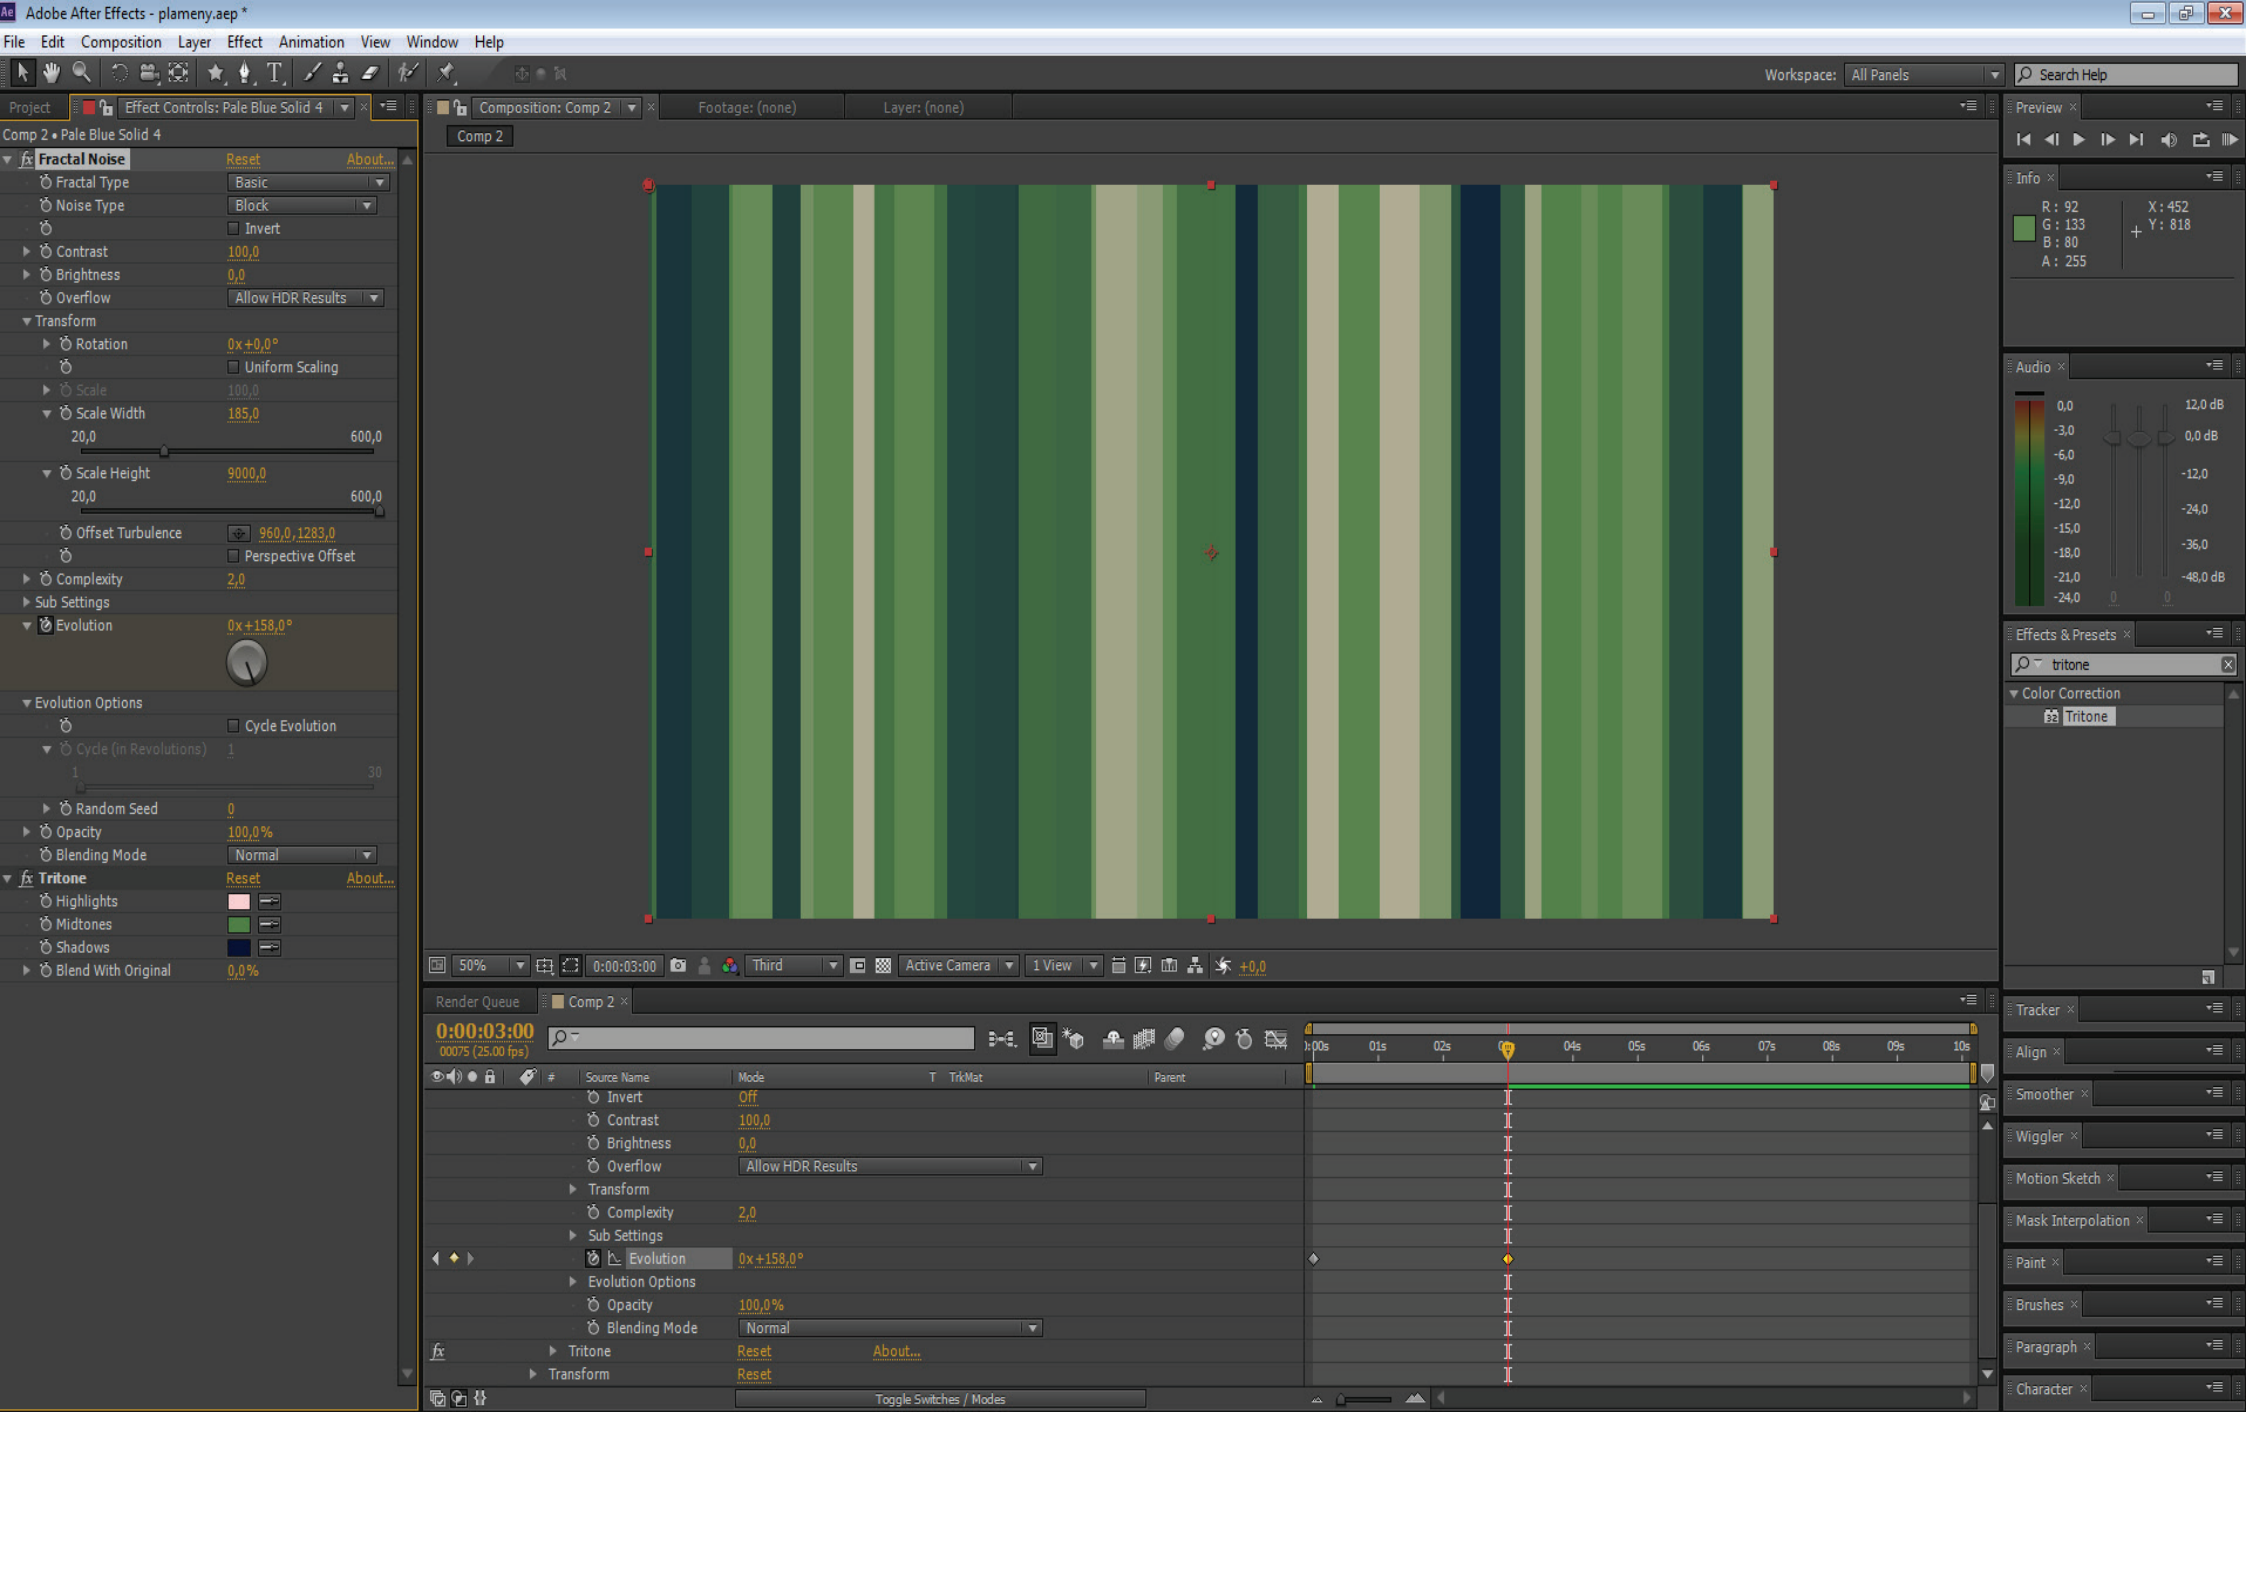 Ae Adobe After Effects - plameny.aep *
File Edit Composition Layer Effect Animation View Window Help
T
Workspace: All Panels
Search Help
Project Effect Controls: Pale Blue Solid 4 ×
Comp 2 • Pale Blue Solid 4
fx Fractal Noise Reset About...
Fractal Type Basic
Noise Type Block
Invert
Contrast 100,0
Brightness 0,0
Overflow Allow HDR Results
Transform
Rotation 0x+0,0°
Uniform Scaling
Scale 100,0
Scale Width 185,0
20,0 600,0
Scale Height 9000,0
20,0 600,0
Offset Turbulence 960,0,1283,0
Perspective Offset
Complexity 2,0
Sub Settings
Evolution 0x+158,0°
Evolution Options
Cycle Evolution
Cycle (in Revolutions) 1
1 30
Random Seed 0
Opacity 100,0%
Blending Mode Normal
fx Tritone Reset About...
Highlights
Midtones
Shadows
Blend With Original 0,0%
Composition: Comp 2 × Footage: (none) Layer: (none)
Comp 2
50% 0:00:03:00 Third Active Camera 1 View +0,0
Render Queue Comp 2 ×
0:00:03:00
00075 (25.00 fps)
):00s 01s 02s 04s 05s 06s 07s 08s 09s 10s
# Source Name Mode T TrkMat Parent
Invert Off
Contrast 100,0
Brightness 0,0
Overflow Allow HDR Results
Transform
Complexity 2,0
Sub Settings
Evolution 0x+158,0°
Evolution Options
Opacity 100,0%
Blending Mode Normal
fx Tritone Reset About...
Transform Reset
Toggle Switches / Modes
Preview ×
Info ×
R: 92 X: 452
G: 133 Y: 818
B: 80
A: 255
Audio ×
0,0 12,0 dB
-3,0 0,0 dB
-6,0
-9,0 -12,0
-12,0 -24,0
-15,0
-18,0 -36,0
-21,0 -48,0 dB
-24,0 0 0
Effects & Presets ×
tritone
Color Correction
32 Tritone
Tracker ×
Align ×
Smoother ×
Wiggler ×
Motion Sketch ×
Mask Interpolation ×
Paint ×
Brushes ×
Paragraph ×
Character ×